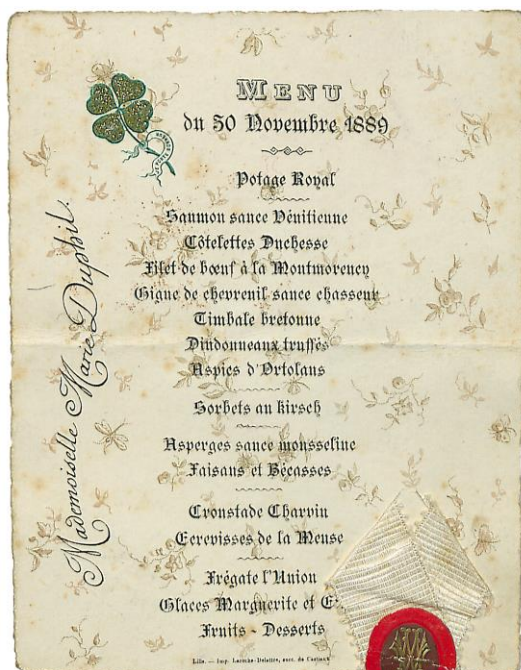 MENU
du 30 Novembre 1889
Potage Royal
Saumon sauce Vénitienne
Côtelettes Duchesse
Filet de bœuf à la Montmorency
Gigue de chevreuil sauce chasseur
Timbale bretonne
Dindonneaux truffés
Aspics d'Ortolans
Sorbets au kirsch
Asperges sauce mousseline
Faisans et Bécasses
Croustade Charvin
Ecrevisses de la Meuse
Frégate l'Union
Glaces Marguerite et
Fruits - Desserts
Mademoiselle Marie Duphil.
Lille. — Imp.